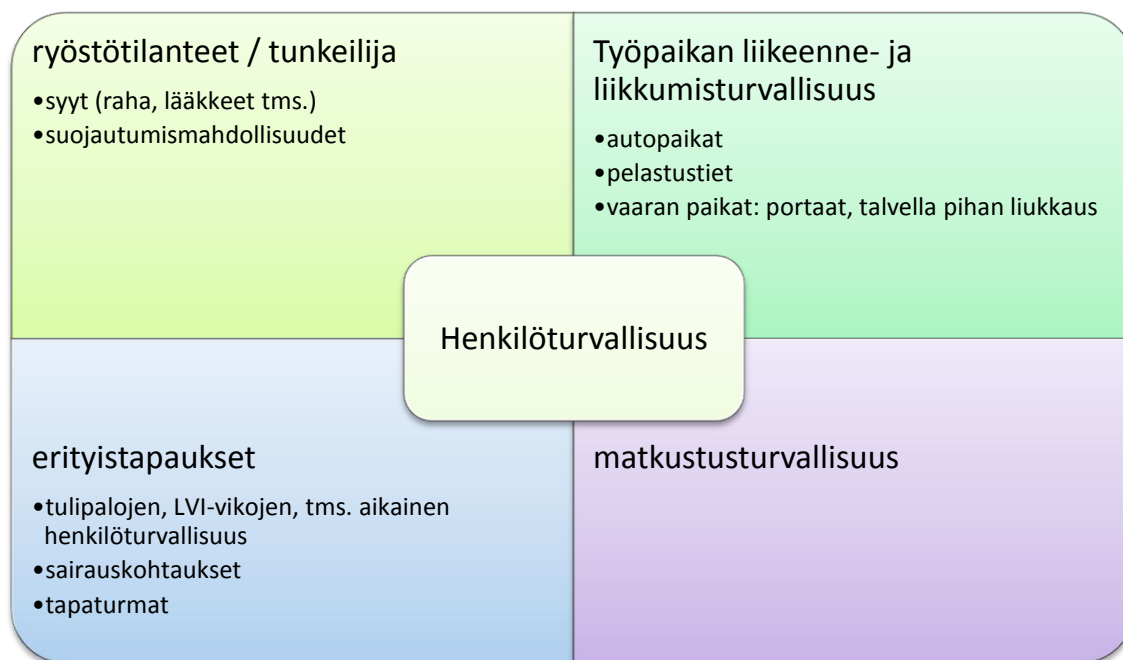 ryöstötilanteet / tunkeilija
•syyt (raha, lääkkeet tms.)
•suojautumismahdollisuudet
Työpaikan liikeenne- ja
liikkumisturvallisuus
•autopaikat
•pelastustiet
•vaaran paikat: portaat, talvella pihan liukkaus
Henkilöturvallisuus
erityistapaukset
•tulipalojen, LVI-vikojen, tms. aikainen
henkilöturvallisuus
•sairauskohtaukset
•tapaturmat
matkustusturvallisuus